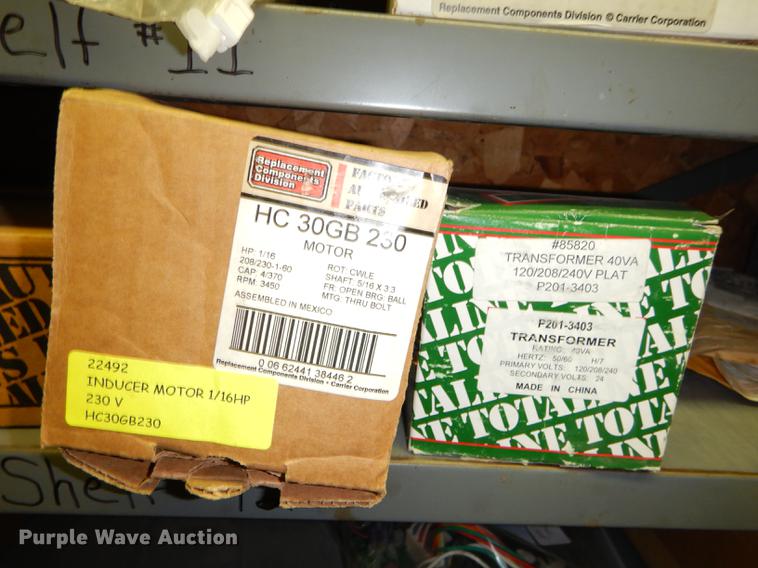 Replacement Components Division © Carrier Corporation
elf #11
Replacement
Components
Division
PARTS
HC 30GB 230
MOTOR
HP: 1/16
208/230-1-60
CAP: 4/370
RPM: 3450
ROT: CWLE
SHAFT: 5/16 X 3.3
FR: OPEN BRG: BALL
MTG: THRU BOLT
ASSEMBLED IN MEXICO
0 06 62441 38446 2
Replacement Components Division • Carrier Corporation
22492
INDUCER MOTOR 1/16HP
230 V
HC30GB230
#85820
TRANSFORMER 40VA
120/208/240V PLAT
P201-3403
P201-3403
TRANSFORMER
RATING: 40VA
HERTZ: 50/60 H/7
PRIMARY VOLTS: 120/208/240
SECONDARY VOLTS: 24
MADE IN CHINA
TOTALINE
Shelf
Purple Wave Auction